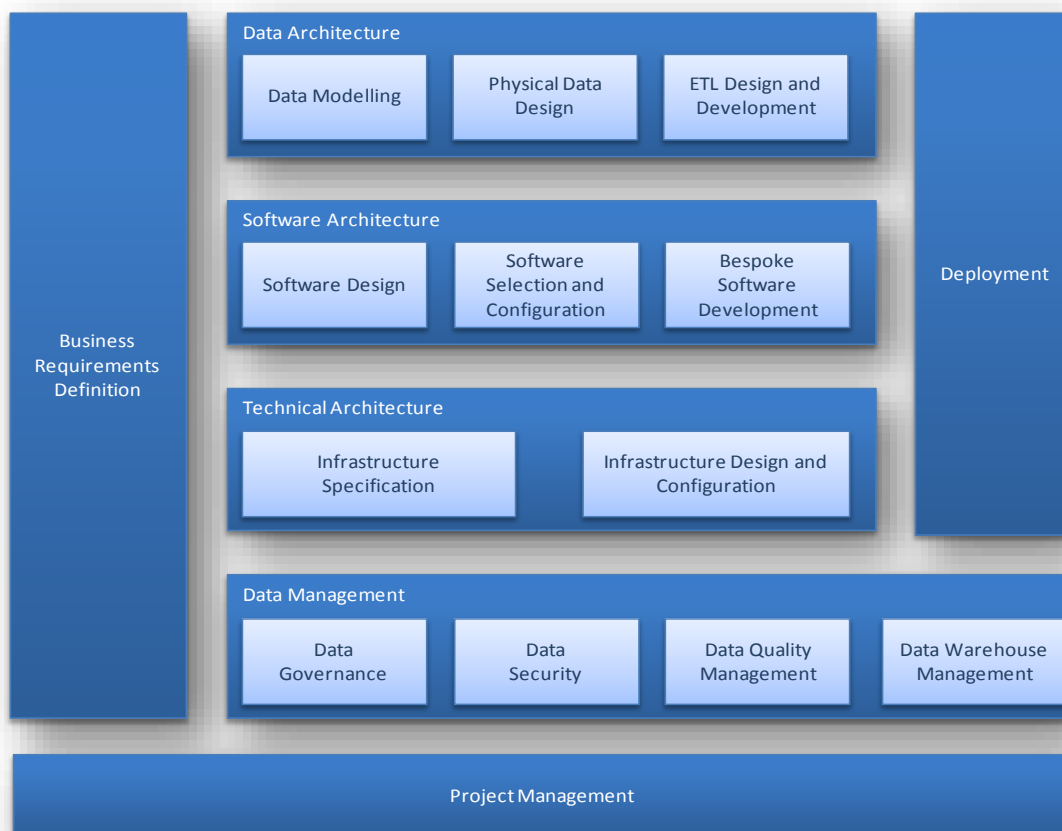 Business
Requirements
Definition
Data Architecture
Data Modelling
Physical Data
Design
ETL Design and
Development
Software Architecture
Software Design
Software
Selection and
Configuration
Bespoke
Software
Development
Technical Architecture
Infrastructure
Specification
Infrastructure Design and
Configuration
Data Management
Data
Governance
Data
Security
Data Quality
Management
Data Warehouse
Management
Deployment
Project Management